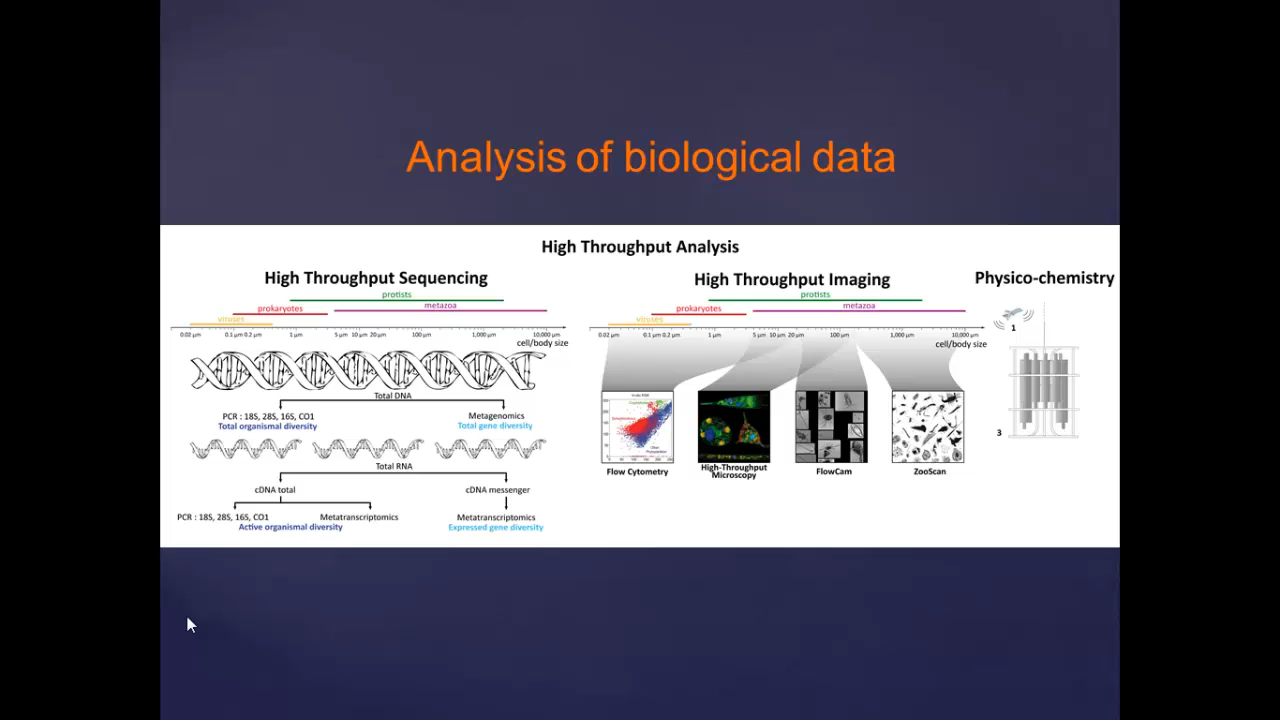 Analysis of biological data
High Throughput Analysis
High Throughput Sequencing
protists
metazoa
prokaryotes
viruses
0.02 µm 0.1 µm 0.2 µm 1 µm 5 µm 10 µm 20 µm 100 µm 1,000 µm 10,000 µm
cell/body size
Total DNA
PCR : 18S, 28S, 16S, CO1
Total organismal diversity
Metagenomics
Total gene diversity
Total RNA
cDNA total
cDNA messenger
PCR : 18S, 28S, 16S, CO1
Active organismal diversity
Metatranscriptomics
Metatranscriptomics
Expressed gene diversity
High Throughput Imaging
protists
metazoa
prokaryotes
viruses
0.02 µm 0.1 µm 0.2 µm 1 µm 5 µm 10 µm 20 µm 100 µm 1,000 µm 10,000 µm
cell/body size
Flow Cytometry
High-Throughput
Microscopy
FlowCam
ZooScan
Physico-chemistry
1
3